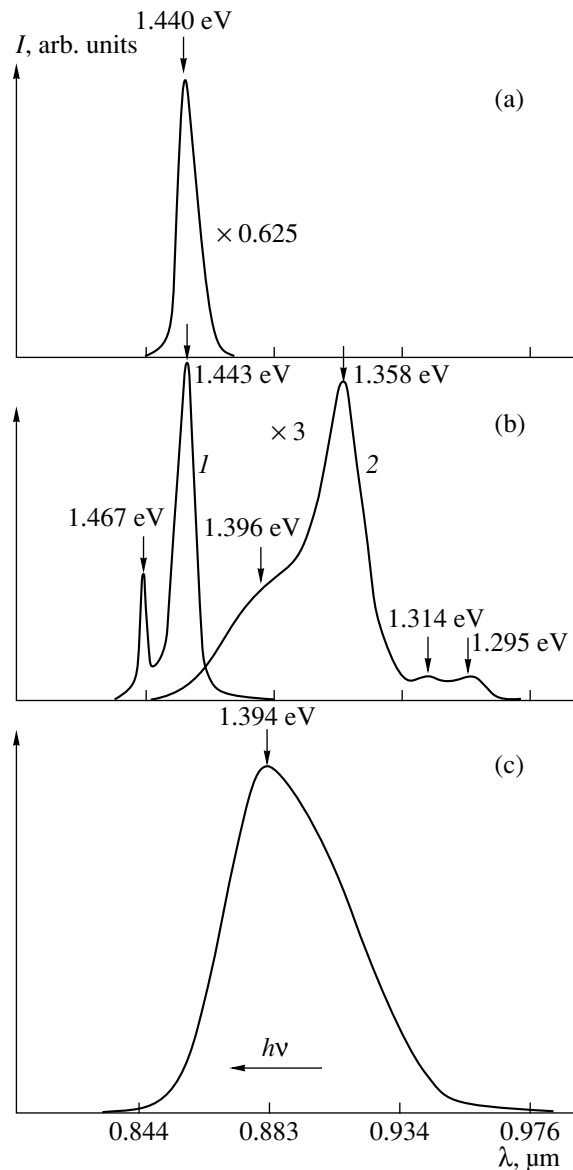 1.440 eV
I, arb. units
(a)
× 0.625
1.443 eV
1.358 eV
(b)
× 3
1
2
1.467 eV
1.396 eV
1.314 eV
1.295 eV
1.394 eV
(c)
hν
0.844 0.883 0.934 0.976
λ, μm